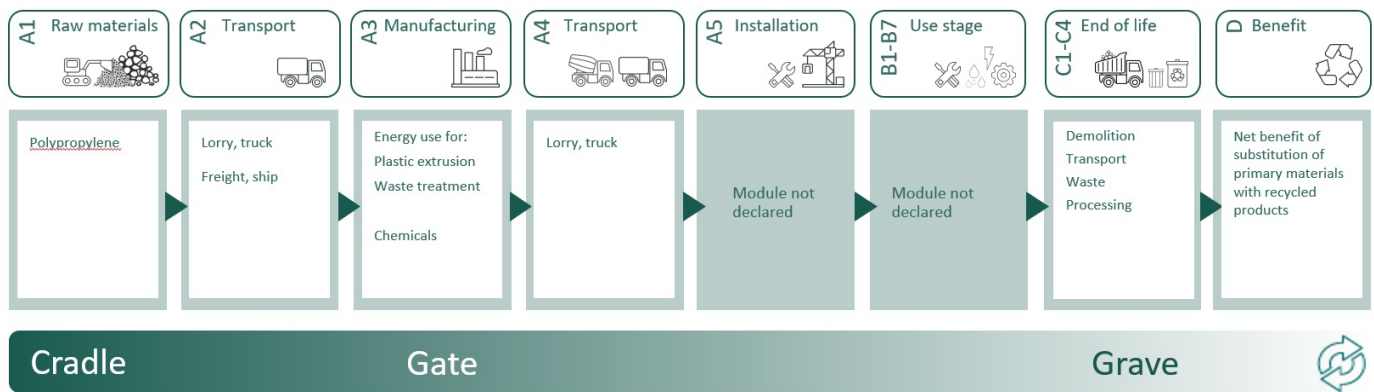 A1 Raw materials
A2 Transport
A3 Manufacturing
A4 Transport
A5 Installation
B1-B7 Use stage
C1-C4 End of life
D Benefit
Polypropylene
Lorry, truck
Freight, ship
Energy use for:
Plastic extrusion
Waste treatment
Chemicals
Lorry, truck
Module not
declared
Module not
declared
Demolition
Transport
Waste
Processing
Net benefit of
substitution of
primary materials
with recycled
products
Cradle
Gate
Grave